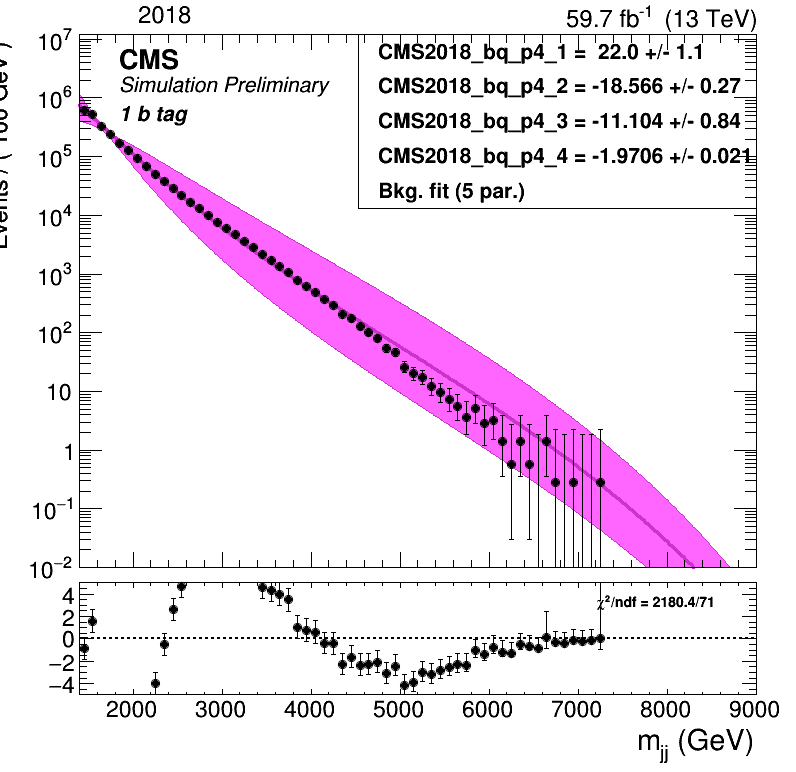 2018
59.7 fb⁻¹ (13 TeV)
CMS
Simulation Preliminary
1 b tag
CMS2018_bq_p4_1 = 22.0 +/- 1.1
CMS2018_bq_p4_2 = -18.566 +/- 0.27
CMS2018_bq_p4_3 = -11.104 +/- 0.84
CMS2018_bq_p4_4 = -1.9706 +/- 0.021
Bkg. fit (5 par.)
Events / ( 100 GeV )
10⁷
10⁶
10⁵
10⁴
10³
10²
10
1
10⁻¹
10⁻²
χ²/ndf = 2180.4/71
4
2
0
−2
−4
2000 3000 4000 5000 6000 7000 8000 9000
m_jj (GeV)